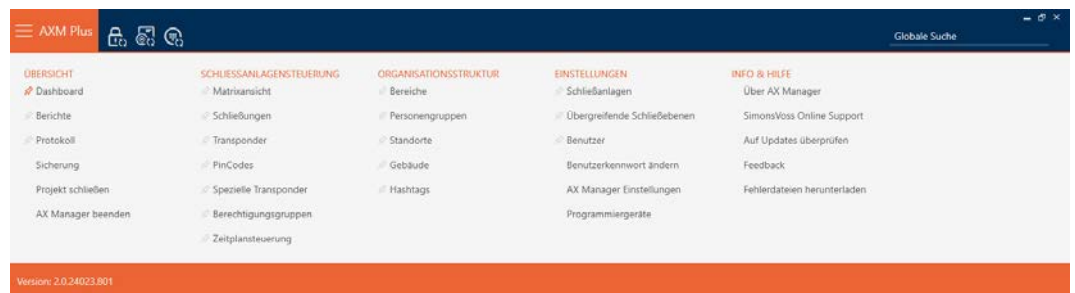 AXM Plus
Globale Suche
ÜBERSICHT
Dashboard
Berichte
Protokoll
Sicherung
Projekt schließen
AX Manager beenden
SCHLIESSANLAGENSTEUERUNG
Matrixansicht
Schließungen
Transponder
PinCodes
Spezielle Transponder
Berechtigungsgruppen
Zeitplansteuerung
ORGANISATIONSSTRUKTUR
Bereiche
Personengruppen
Standorte
Gebäude
Hashtags
EINSTELLUNGEN
Schließanlagen
Übergreifende Schließebenen
Benutzer
Benutzerkennwort ändern
AX Manager Einstellungen
Programmiergeräte
INFO & HILFE
Über AX Manager
SimonsVoss Online Support
Auf Updates überprüfen
Feedback
Fehlerdateien herunterladen
Version: 2.0.24023.801